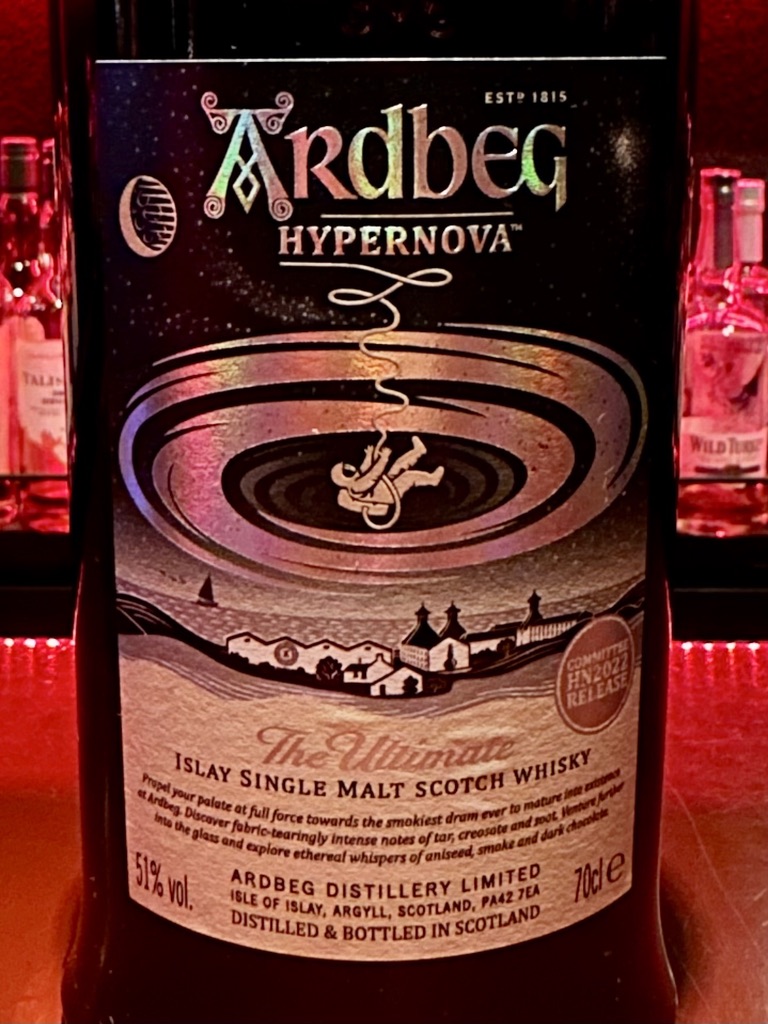 ESTD 1815
ARDBEG
HYPERNOVA™
TALIS
WILD TURKEY
COMMITTEE
HN2022
RELEASE
The Ultimate
ISLAY SINGLE MALT SCOTCH WHISKY
Propel your palate at full force towards the smokiest dram ever to mature into existence
at Ardbeg. Discover fabric-tearingly intense notes of tar, creosote and soot. Venture further
into the glass and explore ethereal whispers of aniseed, smoke and dark chocolate.
51% vol.
ARDBEG DISTILLERY LIMITED
ISLE OF ISLAY, ARGYLL, SCOTLAND, PA42 7EA
DISTILLED & BOTTLED IN SCOTLAND
70cl e